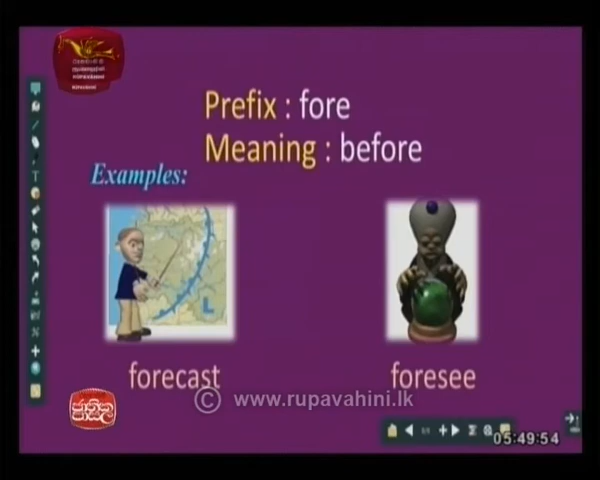 Prefix : fore
Meaning : before
Examples:
L
forecast
foresee
© www.rupavahini.lk
05:49:54